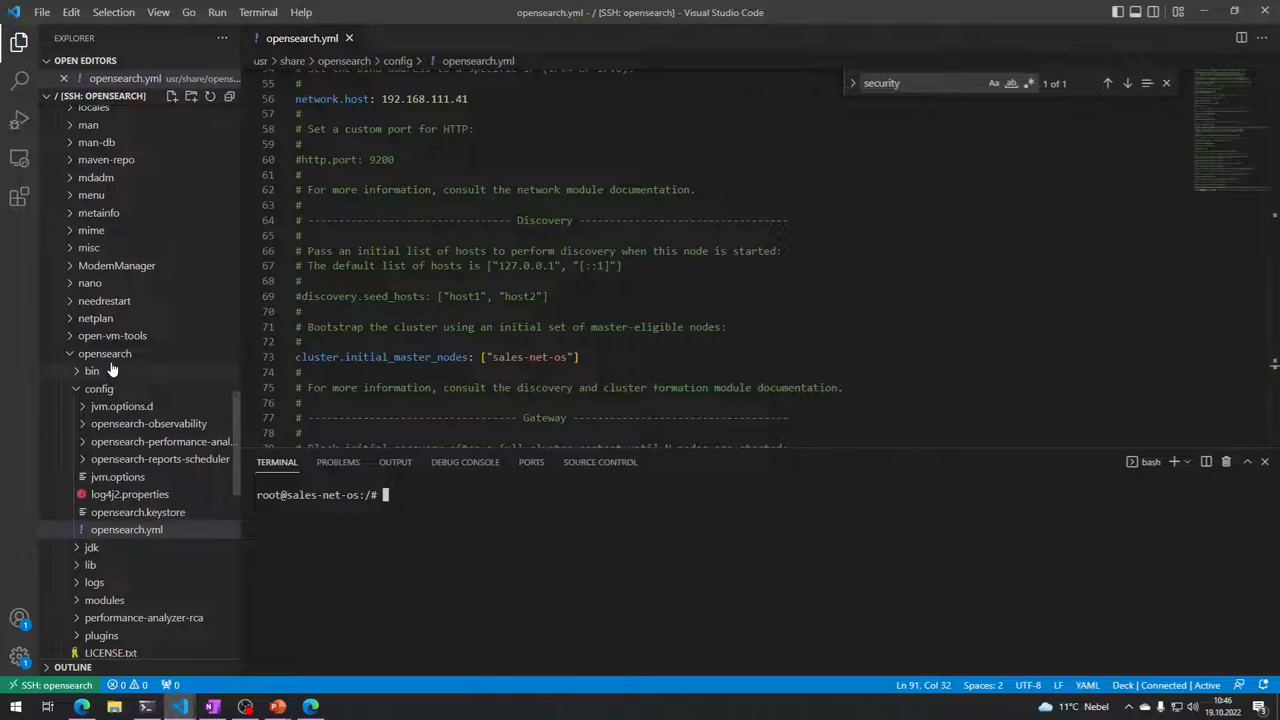 File Edit Selection View Go Run Terminal Help
opensearch.yml - / [SSH: opensearch] - Visual Studio Code
EXPLORER
OPEN EDITORS
opensearch.yml usr/share/opens...
/ [SSH: OPENSEARCH]
locales
man
man-db
maven-repo
mdadm
menu
metainfo
mime
misc
ModemManager
nano
needrestart
netplan
open-vm-tools
opensearch
bin
config
jvm.options.d
opensearch-observability
opensearch-performance-anal...
opensearch-reports-scheduler
jvm.options
log4j2.properties
opensearch.keystore
! opensearch.yml
jdk
lib
logs
modules
performance-analyzer-rca
plugins
LICENSE.txt
OUTLINE
! opensearch.yml
usr > share > opensearch > config > ! opensearch.yml
security Aa ab 1 of 1
55 #
56 network.host: 192.168.111.41
57 #
58 # Set a custom port for HTTP:
59 #
60 #http.port: 9200
61 #
62 # For more information, consult the network module documentation.
63 #
64 # ---------------------------------- Discovery ----------------------------------
65 #
66 # Pass an initial list of hosts to perform discovery when this node is started:
67 # The default list of hosts is ["127.0.0.1", "[::1]"]
68 #
69 #discovery.seed_hosts: ["host1", "host2"]
70 #
71 # Bootstrap the cluster using an initial set of master-eligible nodes:
72 #
73 cluster.initial_master_nodes: ["sales-net-os"]
74 #
75 # For more information, consult the discovery and cluster formation module documentation.
76 #
77 # ---------------------------------- Gateway ----------------------------------
78 #
TERMINAL PROBLEMS OUTPUT DEBUG CONSOLE PORTS SOURCE CONTROL
bash
root@sales-net-os:/#
SSH: opensearch 0 0 0
Ln 91, Col 32 Spaces: 2 UTF-8 LF YAML Deck | Connected | Active
11°C Nebel
10:46
19.10.2022